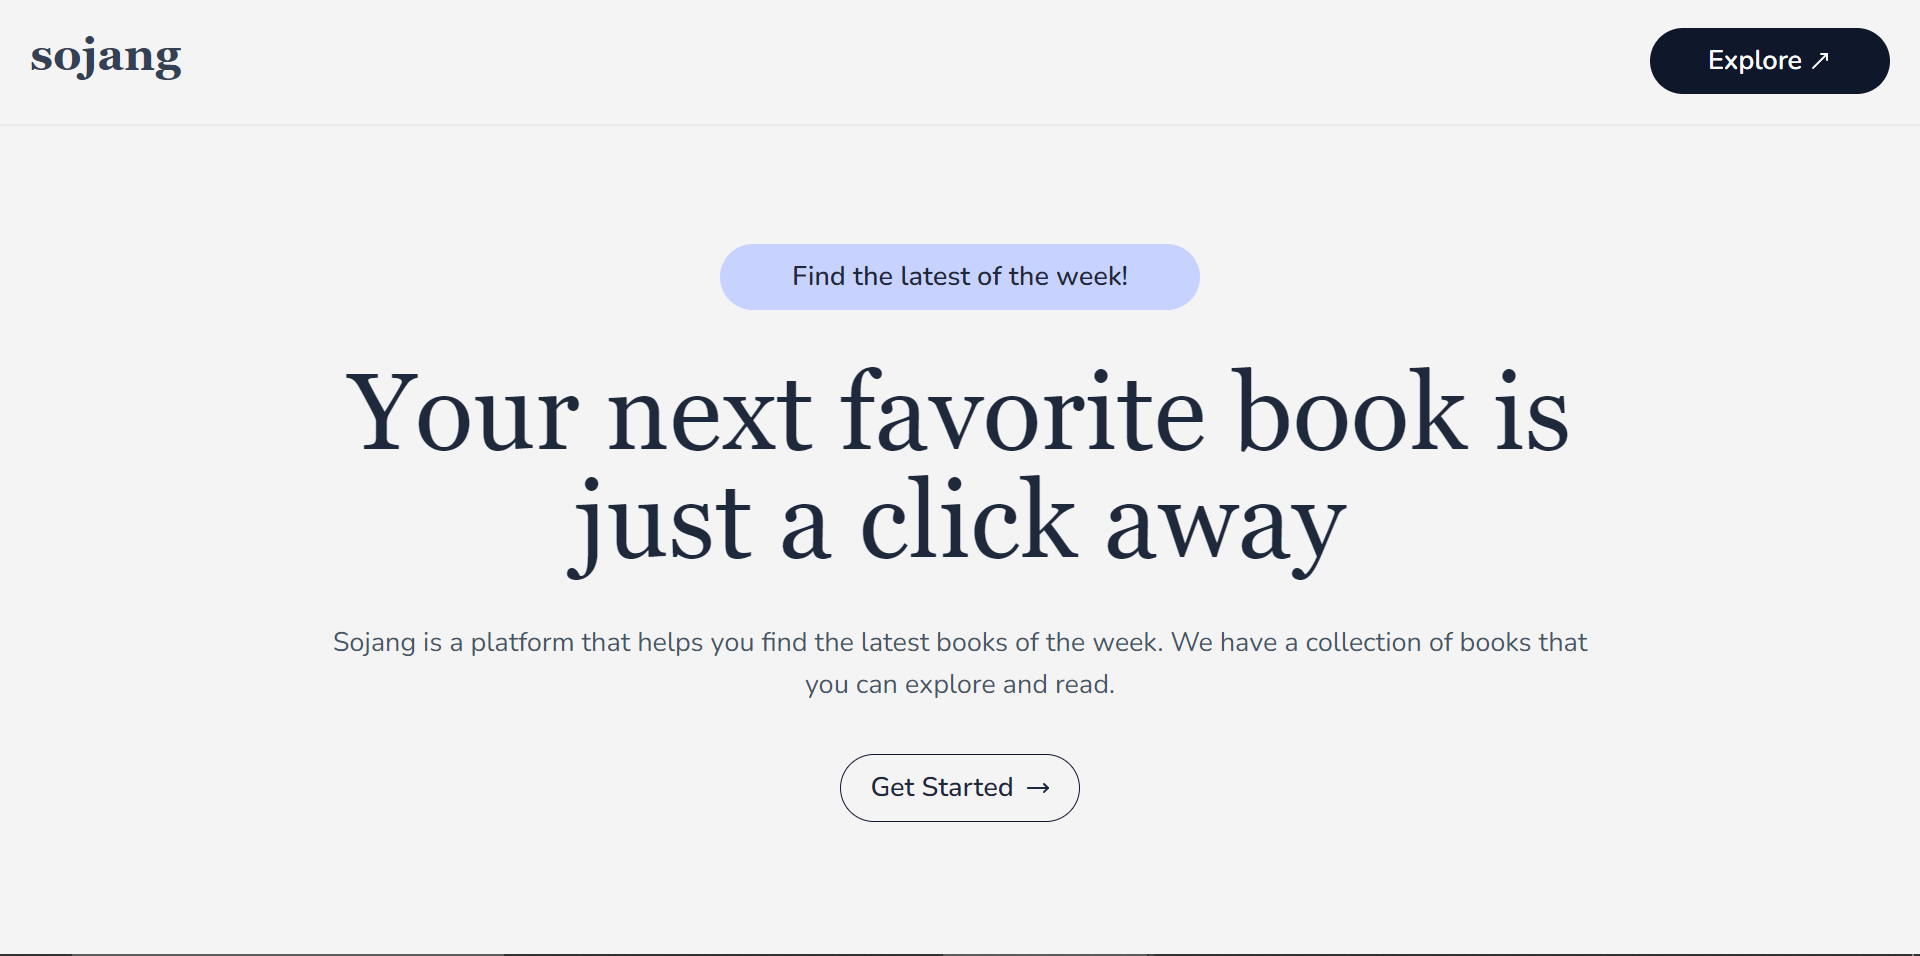 sojang
Explore ↗
Find the latest of the week!
Your next favorite book is
just a click away
Sojang is a platform that helps you find the latest books of the week. We have a collection of books that
you can explore and read.
Get Started →